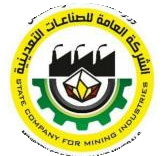 الشركة العامة للصناعات التعدينية
STATE COMPANY FOR MINING INDUSTRIES